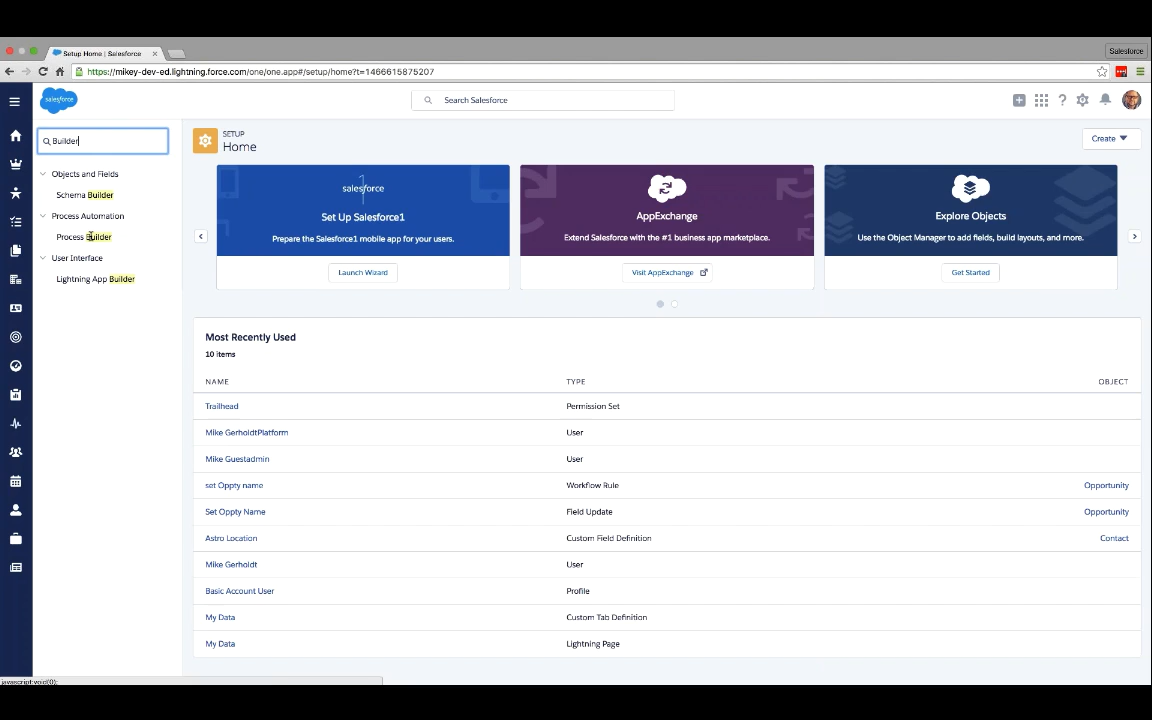 Setup Home | Salesforce
Salesforce
https://mikey-dev-ed.lightning.force.com/one/one.app#/setup/home?t=1466615875207
salesforce
Search Salesforce
Builder
SETUP
Home
Create
Objects and Fields
Schema Builder
Process Automation
Process Builder
User Interface
Lightning App Builder
salesforce1
Set Up Salesforce1
Prepare the Salesforce1 mobile app for your users.
Launch Wizard
AppExchange
Extend Salesforce with the #1 business app marketplace.
Visit AppExchange
Explore Objects
Use the Object Manager to add fields, build layouts, and more.
Get Started
Most Recently Used
10 items
NAME TYPE OBJECT
Trailhead Permission Set
Mike GerholdtPlatform User
Mike Guestadmin User
set Oppty name Workflow Rule Opportunity
Set Oppty Name Field Update Opportunity
Astro Location Custom Field Definition Contact
Mike Gerholdt User
Basic Account User Profile
My Data Custom Tab Definition
My Data Lightning Page
javascript:void(0);